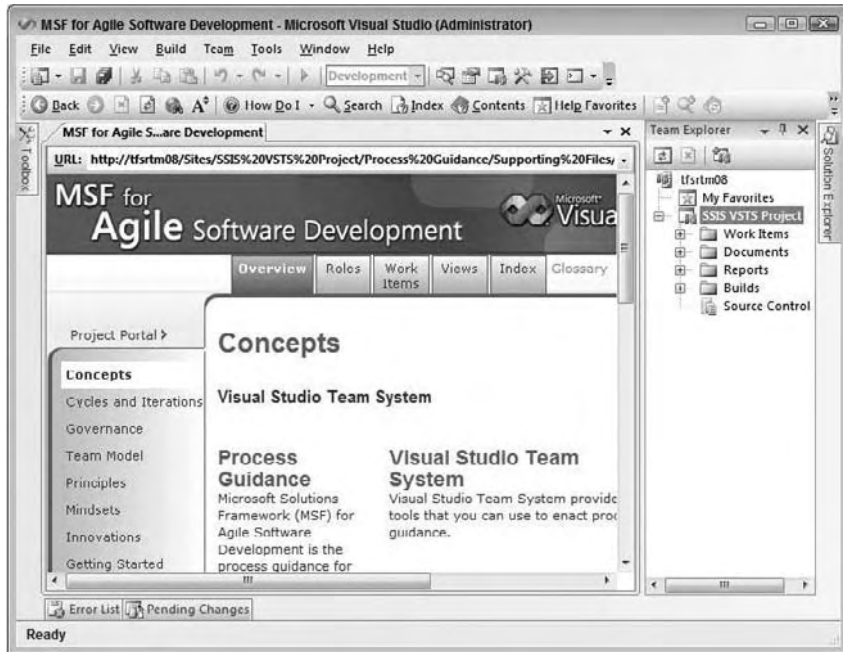 MSF for Agile Software Development - Microsoft Visual Studio (Administrator)
File Edit View Build Team Tools Window Help
Development
Back How Do I Search Index Contents Help Favorites
Toolbox
MSF for Agile S...are Development
URL: http://tfsrtm08/Sites/SSIS%20VSTS%20Project/Process%20Guidance/Supporting%20Files/
MSF for
Agile Software Development
Microsoft
Visua
Overview Roles Work Items Views Index Glossary
Project Portal >
Concepts
Cycles and Iterations
Governance
Team Model
Principles
Mindsets
Innovations
Getting Started
Concepts
Visual Studio Team System
Process
Guidance
Microsoft Solutions
Framework (MSF) for
Agile Software
Development is the
process guidance for
Visual Studio Team
System
Visual Studio Team System provide
tools that you can use to enact proc
guidance.
Team Explorer
tfsrtm08
My Favorites
SSIS VSTS Project
Work Items
Documents
Reports
Builds
Source Control
Solution Explorer
Error List Pending Changes
Ready